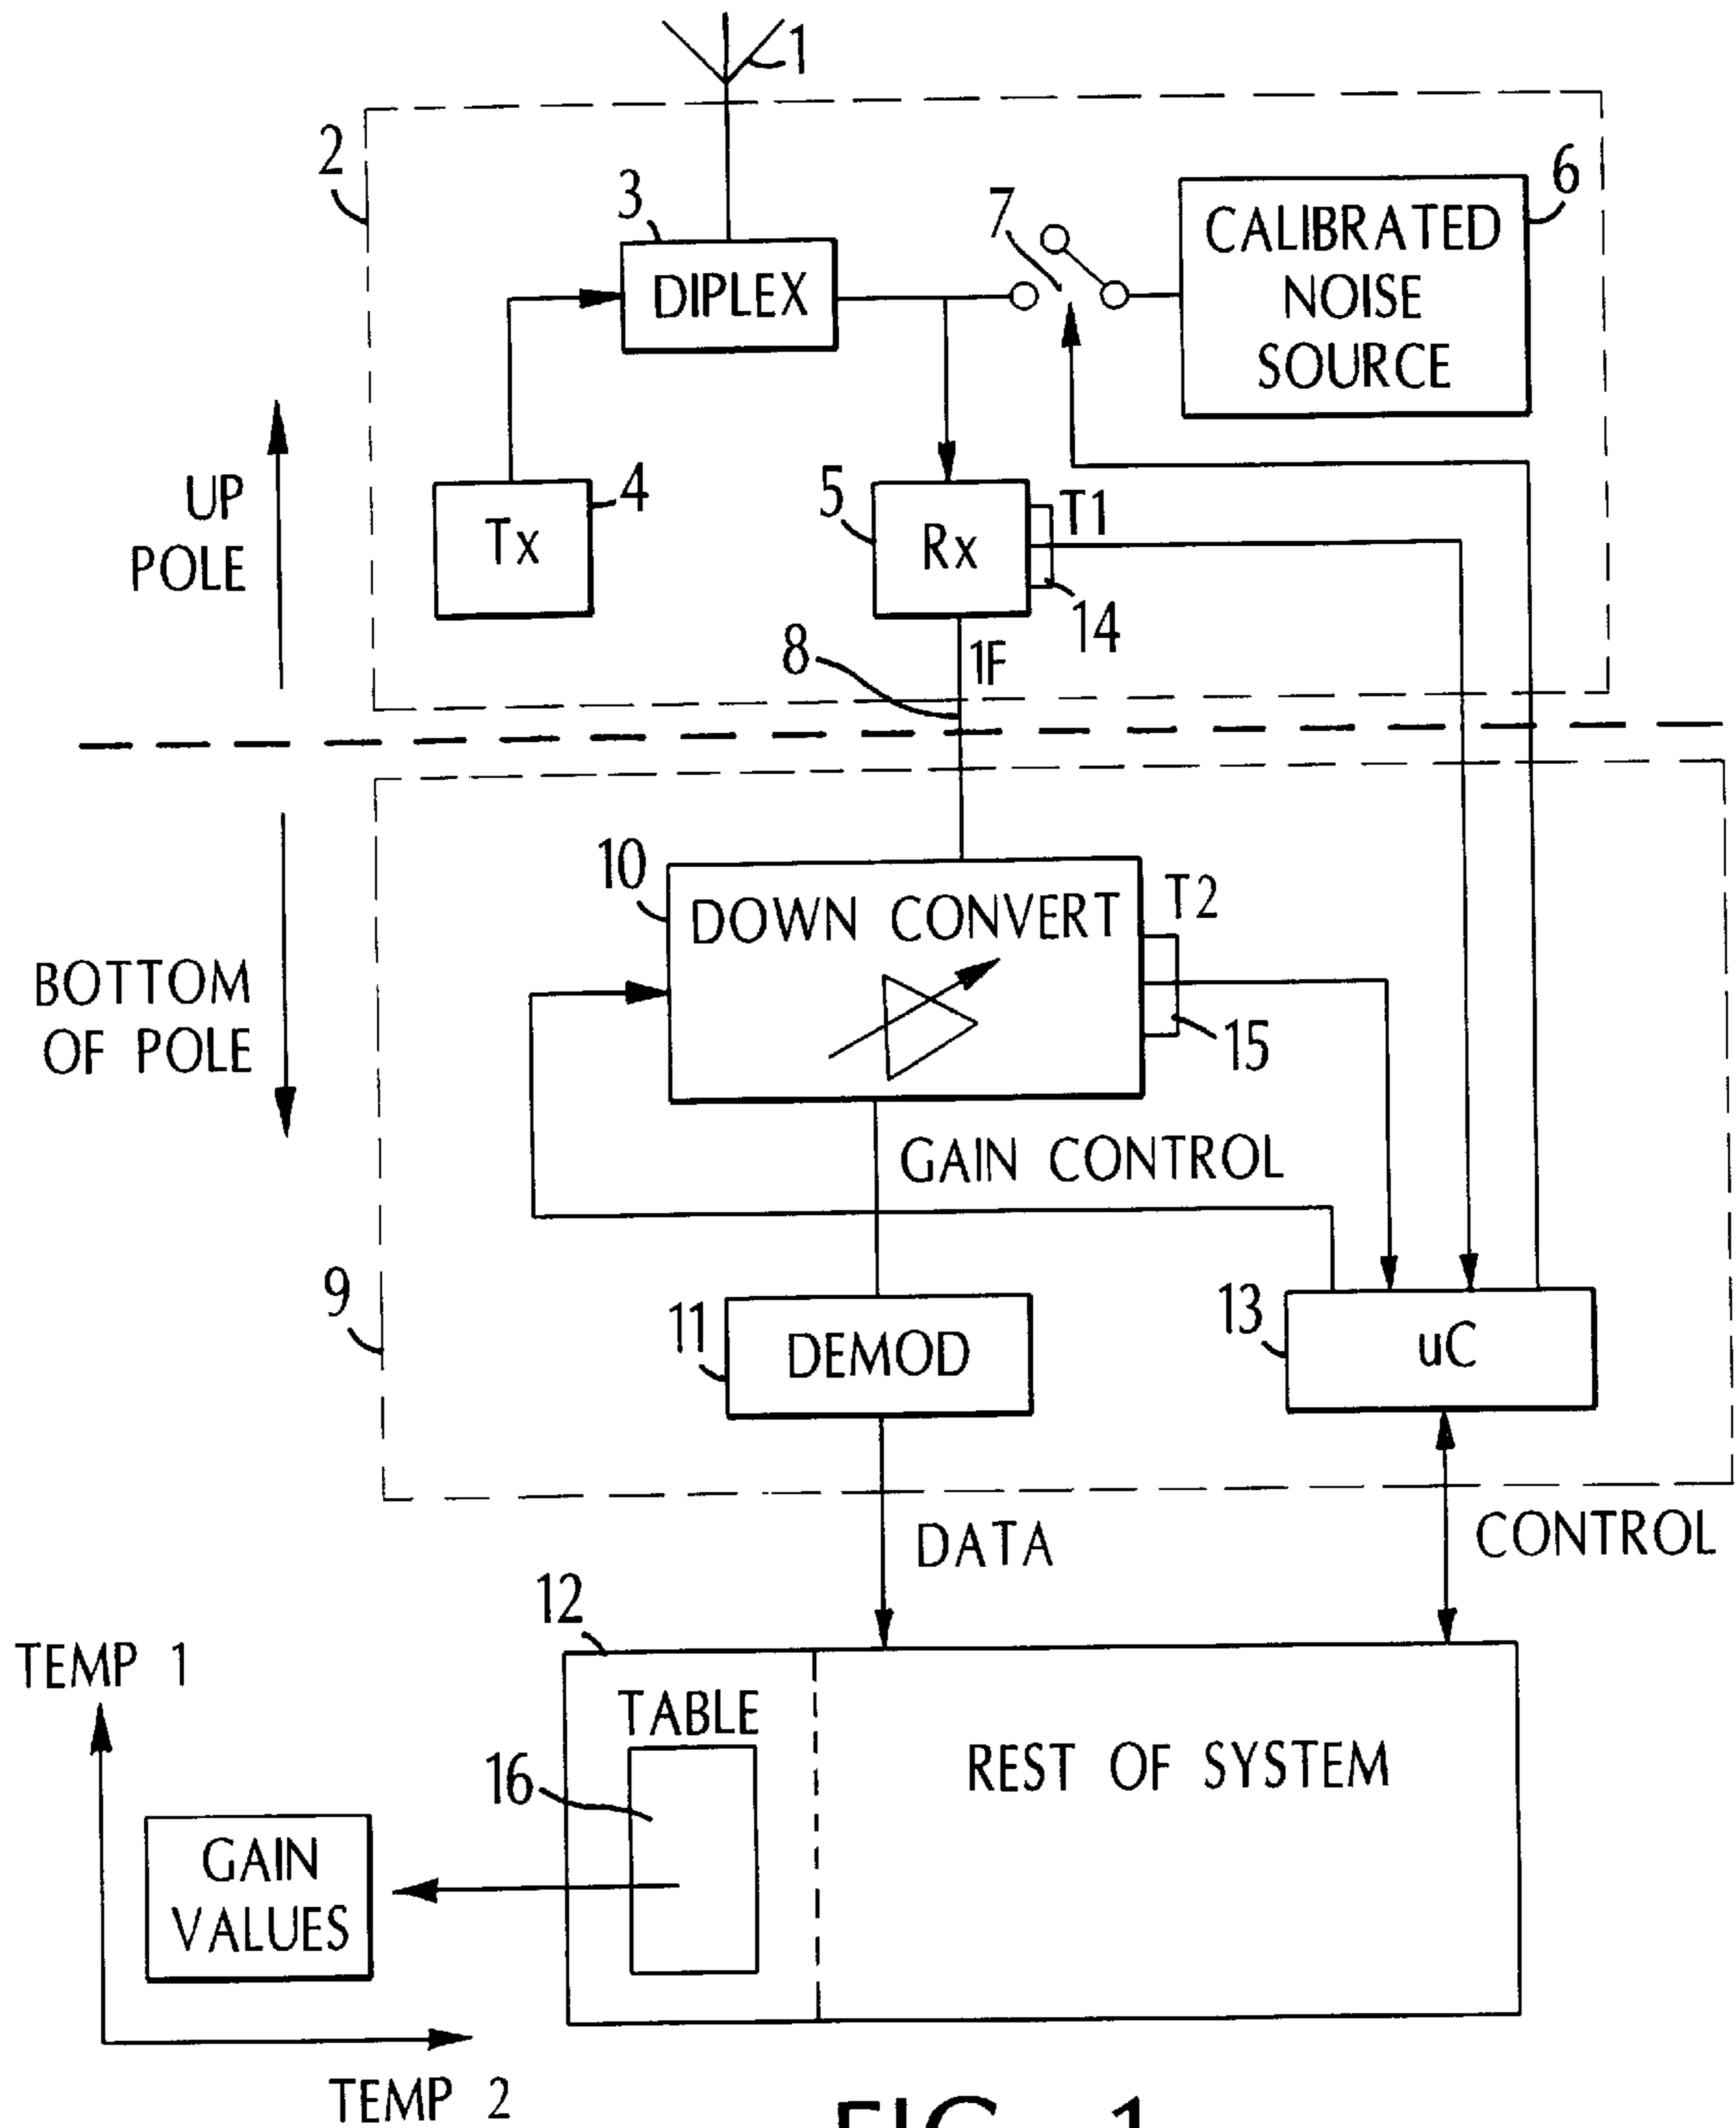 1
2
3
DIPLEX
7
CALIBRATED
NOISE
SOURCE
6
UP
POLE
Tx
4
5
Rx
T1
14
8
1F
10
DOWN CONVERT
T2
15
BOTTOM
OF POLE
GAIN CONTROL
9
11
DEMOD
13
uC
DATA
CONTROL
12
TEMP 1
TABLE
16
REST OF SYSTEM
GAIN
VALUES
TEMP 2
FIG. 1